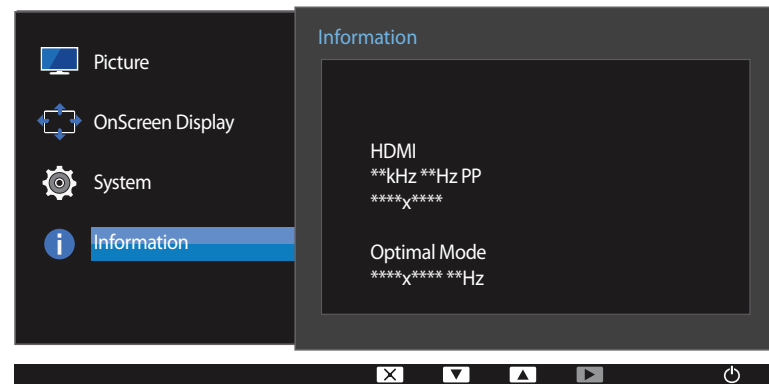 Picture
OnScreen Display
System
Information
Information
HDMI
**kHz **Hz PP
****x****
Optimal Mode
****x**** **Hz